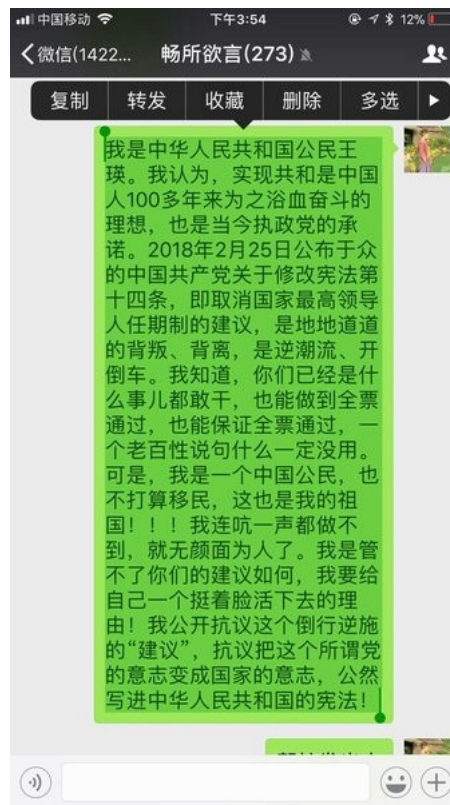 中国移动 下午3:54 12%
微信(1422... 畅所欲言(273)
复制 转发 收藏 删除 多选
我是中华人民共和国公民王
瑛。我认为，实现共和是中国
人100多年来为之浴血奋斗的
理想，也是当今执政党的承
诺。2018年2月25日公布于众
的中国共产党关于修改宪法第
十四条，即取消国家最高领导
人任期制的建议，是地地道道
的背叛、背离，是逆潮流、开
倒车。我知道，你们已经是什
么事儿都敢干，也能做到全票
通过，也能保证全票通过，一
个老百性说句什么一定没用。
可是，我是一个中国公民，也
不打算移民，这也是我的祖
国！！！我连吭一声都做不
到，就无颜面为人了。我是管
不了你们的建议如何，我要给
自己一个挺着脸活下去的理
由！我公开抗议这个倒行逆施
的“建议”，抗议把这个所谓党
的意志变成国家的意志，公然
写进中华人民共和国的宪法！